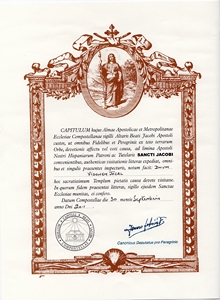 CAPITULUM hujus Almae Apostolicae et Metropolitanae
Ecclesiae Compostellanae sigilli Altaris Beati Jacobi Apostoli
custos, ut omnibus Fidelibus et Peregrinis ex toto terrarum
Orbe, devotionis affectu vel voti causa, ad limina Apostoli
Nostri Hispaniarum Patroni ac Tutelaris SANCTI JACOBI
convenientibus, authenticas visitationis litteras expediat, omni-
bus et singulis praesentes inspecturis, notum facit:
hoc sacratissimum Templum pietatis causa devote visitasse.
In quorum fidem praesentes litteras, sigillo ejusdem Sanctae
Ecclesiae munitas, ei confero.
Datum Compostellae die 30 mensis Septembris
anno Dni
Canonicus Deputatus pro Peregrinis